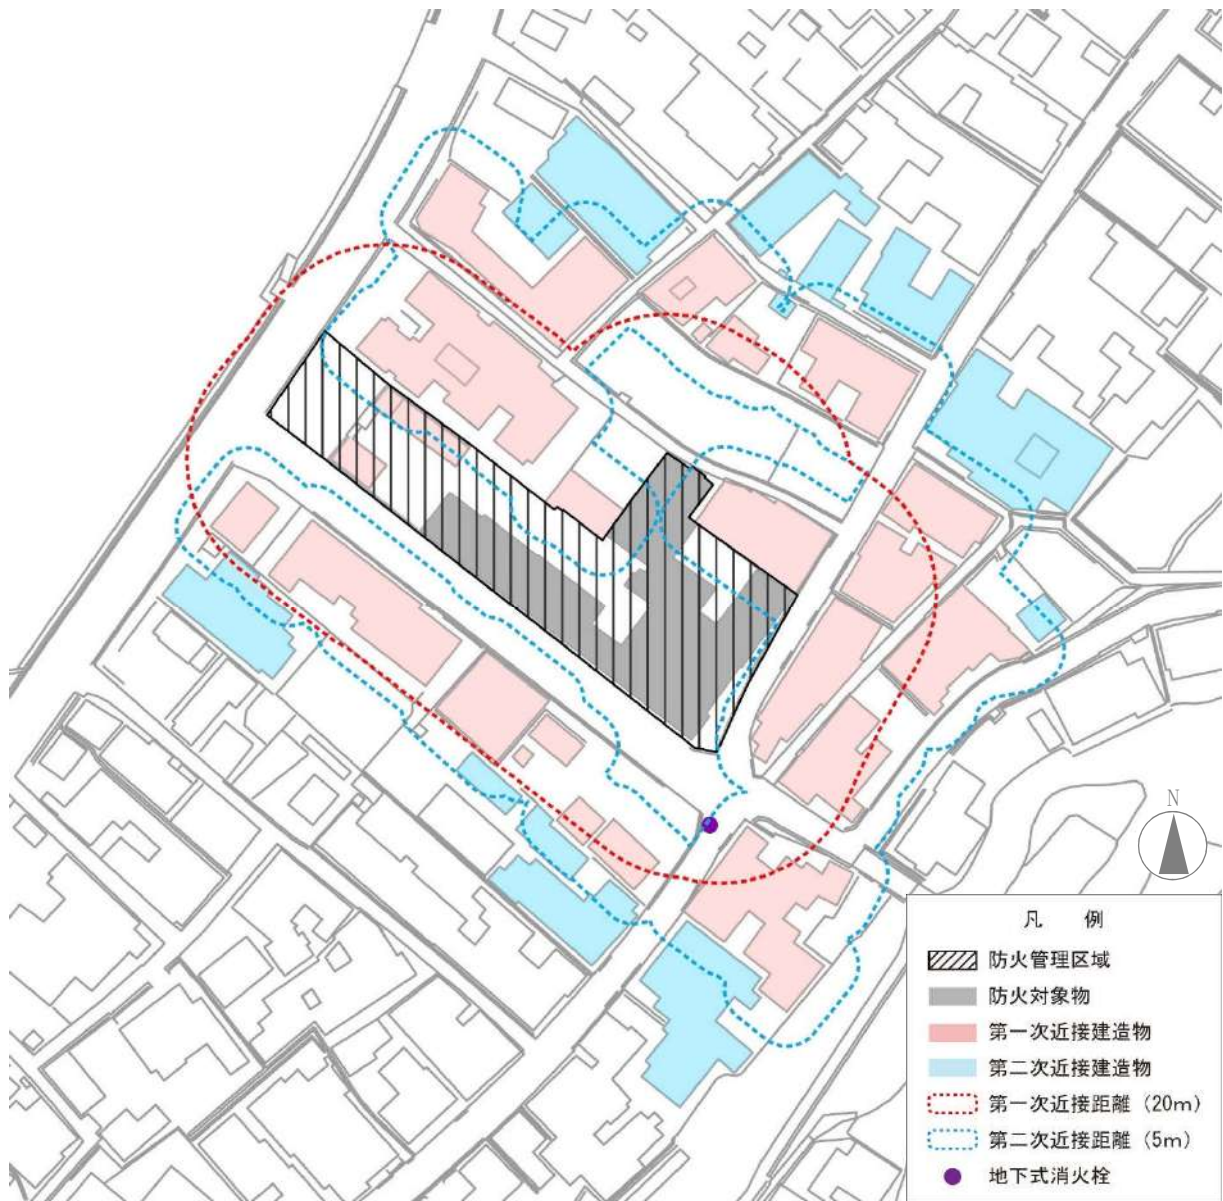 N
凡 例
防火管理区域
防火対象物
第一次近接建造物
第二次近接建造物
第一次近接距離（20m）
第二次近接距離（5m）
地下式消火栓